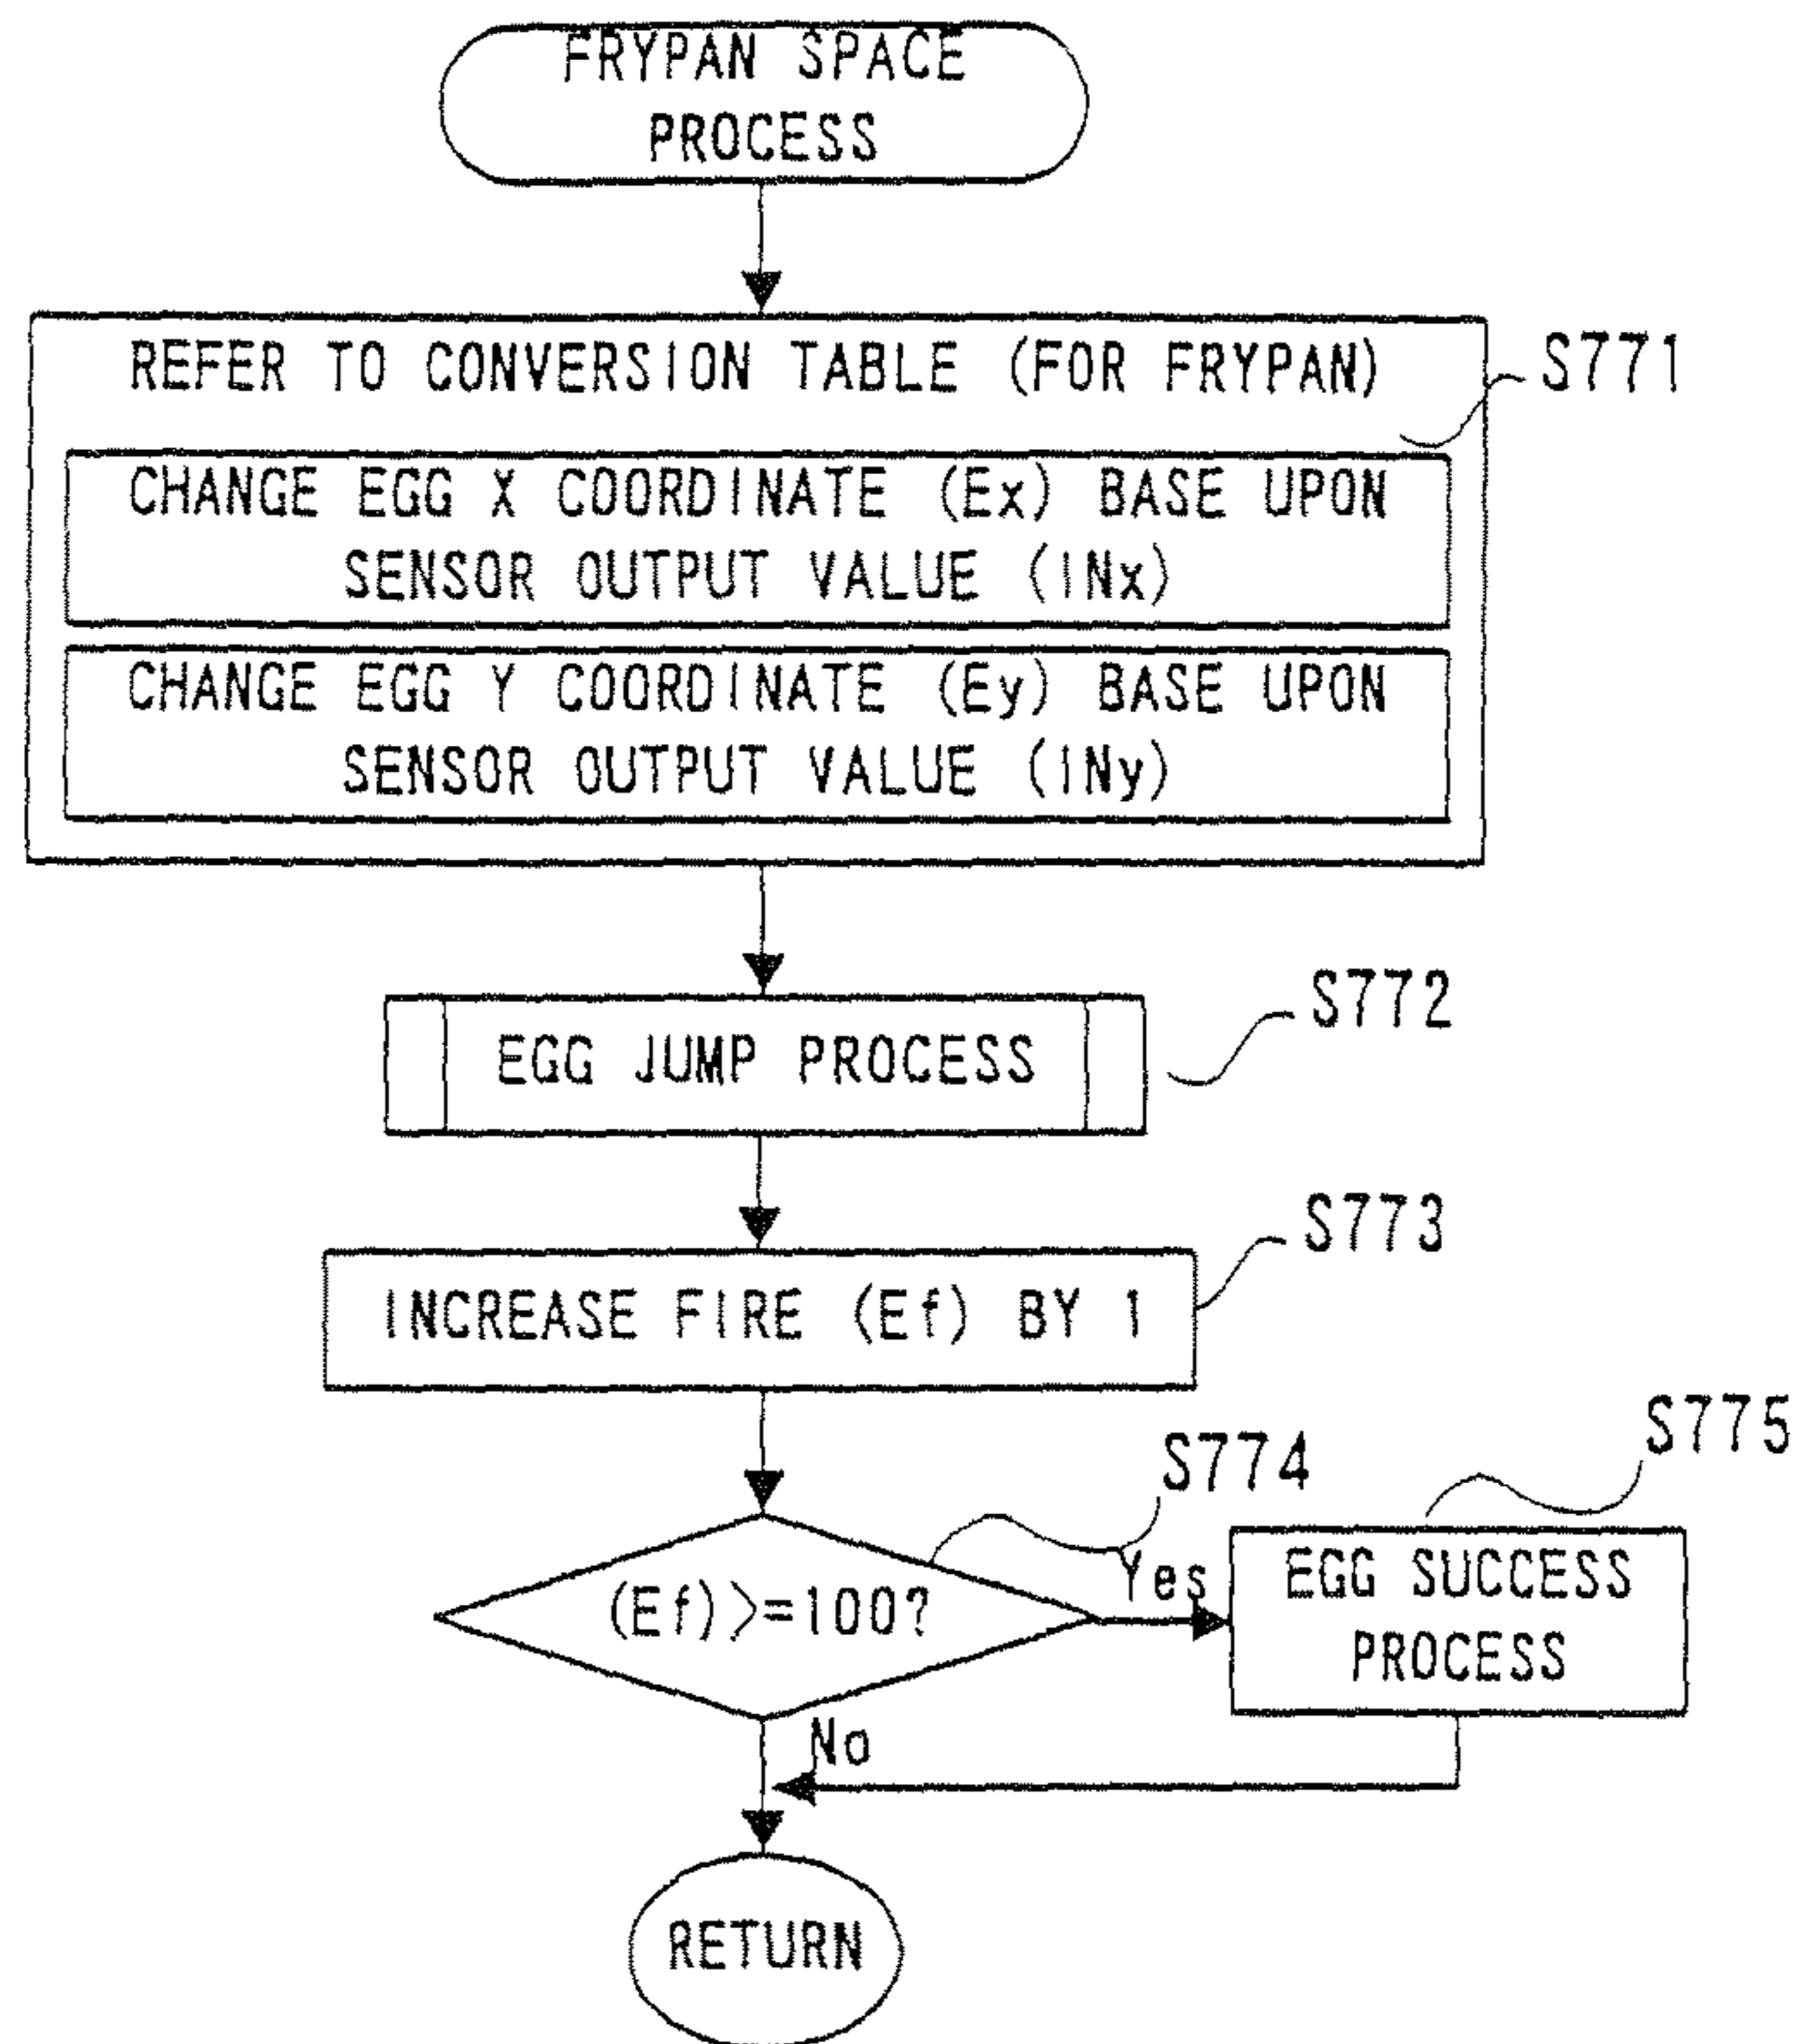 FRYPAN SPACE
PROCESS
REFER TO CONVERSION TABLE (FOR FRYPAN)
S771
CHANGE EGG X COORDINATE (Ex) BASE UPON
SENSOR OUTPUT VALUE (INx)
CHANGE EGG Y COORDINATE (Ey) BASE UPON
SENSOR OUTPUT VALUE (INy)
S772
EGG JUMP PROCESS
S773
INCREASE FIRE (Ef) BY 1
S774
S775
(Ef)>=100?
Yes
EGG SUCCESS
PROCESS
No
RETURN